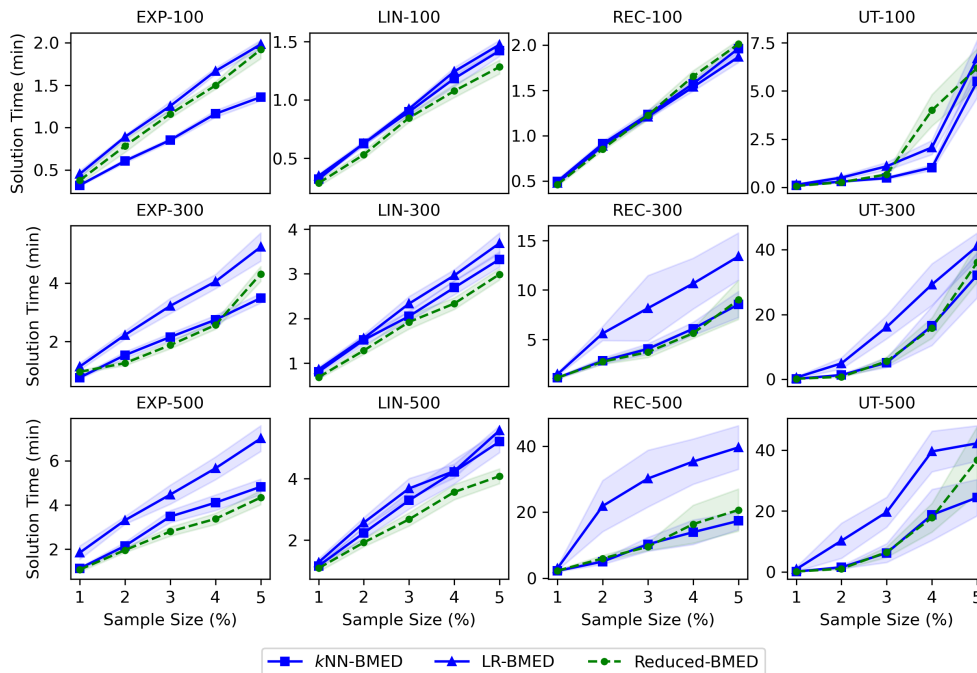 EXP-100 LIN-100 REC-100 UT-100
Solution Time (min)
2.0 1.5 1.0 0.5
1.5 1.0 0.5
2.0 1.5 1.0 0.5
7.5 5.0 2.5 0.0
EXP-300 LIN-300 REC-300 UT-300
Solution Time (min)
4 2
4 3 2 1
15 10 5
40 20 0
EXP-500 LIN-500 REC-500 UT-500
Solution Time (min)
6 4 2
4 2
40 20 0
40 20 0
1 2 3 4 5 1 2 3 4 5 1 2 3 4 5 1 2 3 4 5
Sample Size (%) Sample Size (%) Sample Size (%) Sample Size (%)
kNN-BMED LR-BMED Reduced-BMED